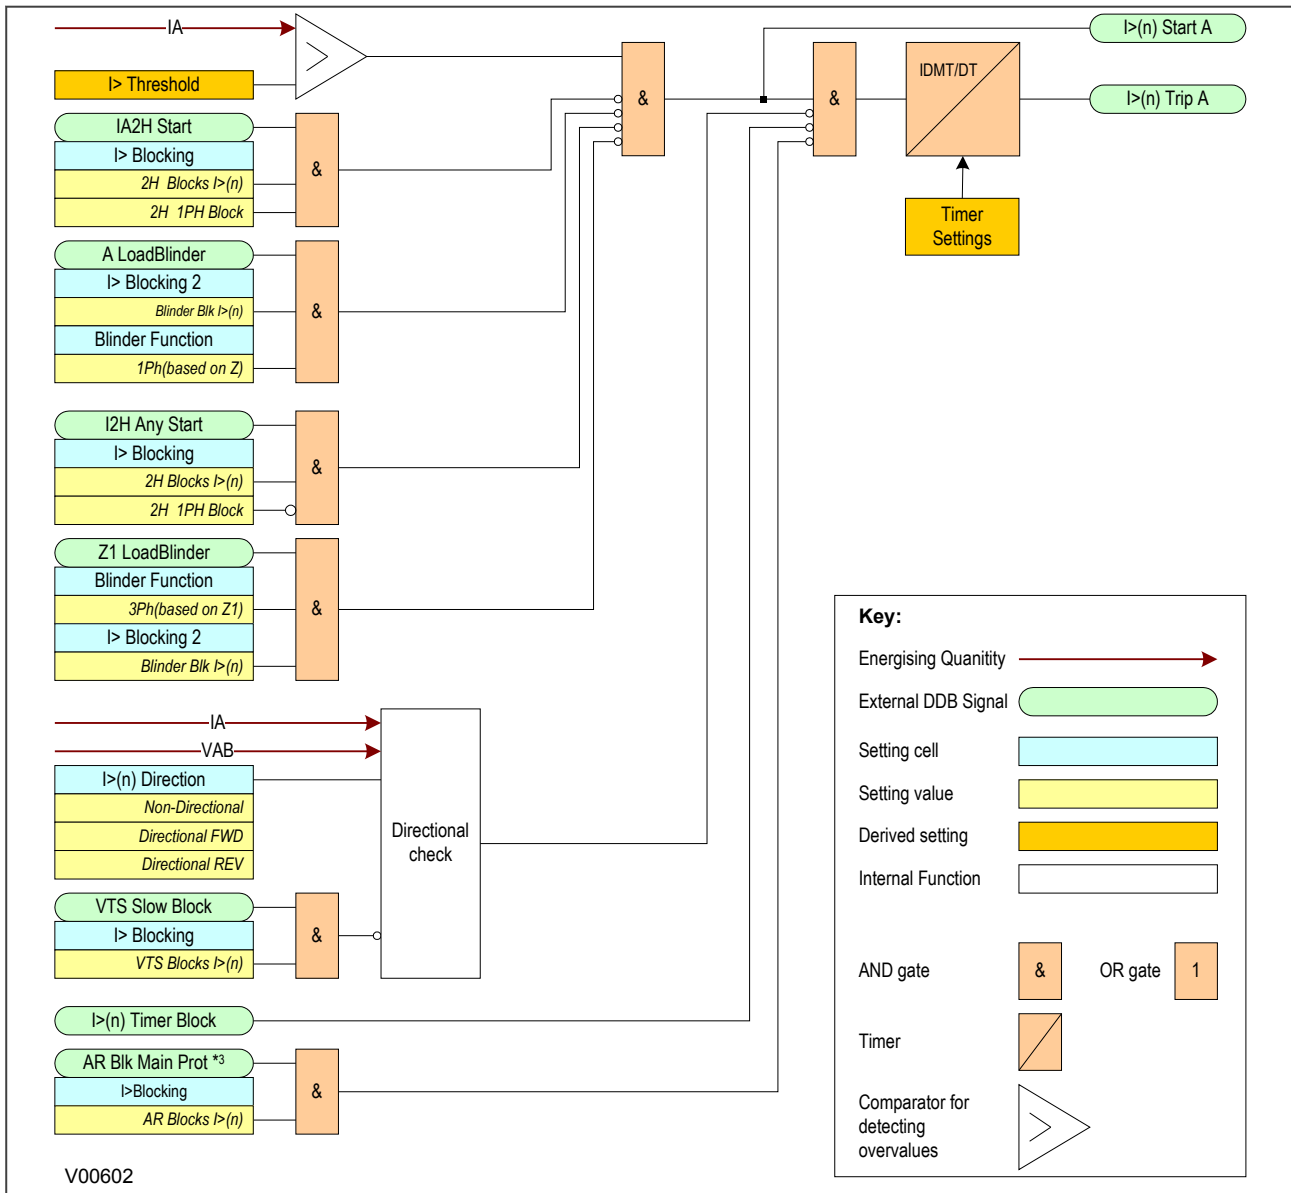 IA
I> Threshold
IA2H Start
I> Blocking
2H Blocks I>(n)
2H 1PH Block
&
A LoadBlinder
I> Blocking 2
Blinder Blk I>(n)
Blinder Function
1Ph(based on Z)
&
I2H Any Start
I> Blocking
2H Blocks I>(n)
2H 1PH Block
&
Z1 LoadBlinder
Blinder Function
3Ph(based on Z1)
I> Blocking 2
Blinder Blk I>(n)
&
IA
VAB
I>(n) Direction
Non-Directional
Directional FWD
Directional REV
Directional
check
VTS Slow Block
I> Blocking
VTS Blocks I>(n)
&
I>(n) Timer Block
AR Blk Main Prot *3
I>Blocking
AR Blocks I>(n)
&
&
&
IDMT/DT
Timer
Settings
I>(n) Start A
I>(n) Trip A
Key:
Energising Quanitity
External DDB Signal
Setting cell
Setting value
Derived setting
Internal Function
AND gate
&
OR gate
1
Timer
Comparator for
detecting
overvalues
V00602